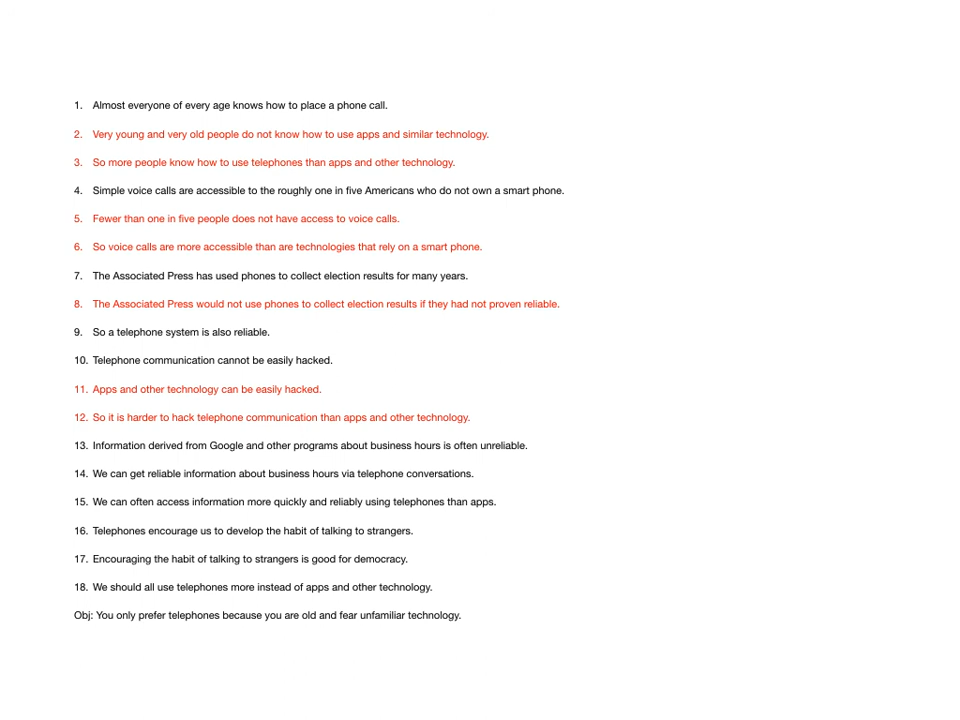 1. Almost everyone of every age knows how to place a phone call.
2. Very young and very old people do not know how to use apps and similar technology.
3. So more people know how to use telephones than apps and other technology.
4. Simple voice calls are accessible to the roughly one in five Americans who do not own a smart phone.
5. Fewer than one in five people does not have access to voice calls.
6. So voice calls are more accessible than are technologies that rely on a smart phone.
7. The Associated Press has used phones to collect election results for many years.
8. The Associated Press would not use phones to collect election results if they had not proven reliable.
9. So a telephone system is also reliable.
10. Telephone communication cannot be easily hacked.
11. Apps and other technology can be easily hacked.
12. So it is harder to hack telephone communication than apps and other technology.
13. Information derived from Google and other programs about business hours is often unreliable.
14. We can get reliable information about business hours via telephone conversations.
15. We can often access information more quickly and reliably using telephones than apps.
16. Telephones encourage us to develop the habit of talking to strangers.
17. Encouraging the habit of talking to strangers is good for democracy.
18. We should all use telephones more instead of apps and other technology.
Obj: You only prefer telephones because you are old and fear unfamiliar technology.